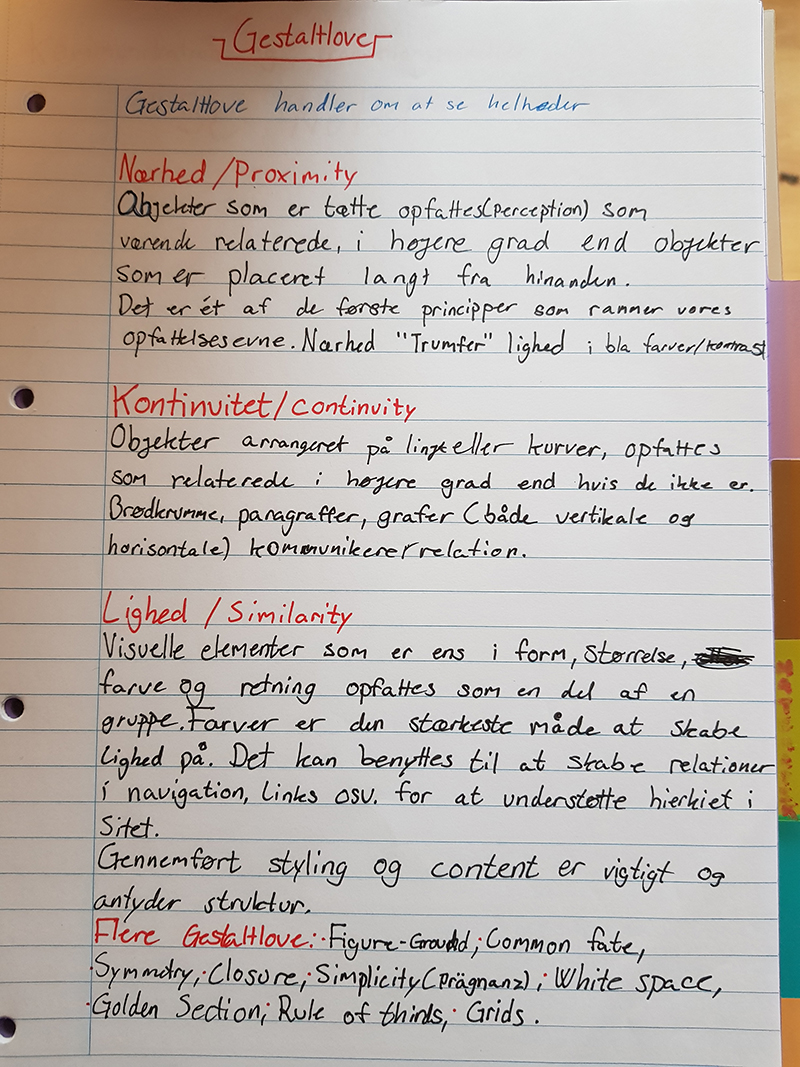 Gestaltlove
Gestaltlove handler om at se helheder
Nærhed / Proximity
Objekter som er tætte opfattes (perception) som
værende relaterede, i højere grad end objekter
som er placeret langt fra hinanden.
Det er ét af de første principper som rammer vores
opfattelsesevne. Nærhed "Trumfer" lighed i bla farver/kontrast
Kontinuitet / continuity
Objekter arrangeret på linje eller kurver, opfattes
som relaterede i højere grad end hvis de ikke er.
Brødkrumme, paragraffer, grafer (både vertikale og
horisontale) kommunikerer relation.
Lighed / Similarity
Visuelle elementer som er ens i form, størrelse,
farve og retning opfattes som en del af en
gruppe. Farver er den stærkeste måde at skabe
lighed på. Det kan benyttes til at skabe relationer
i navigation, links osv. for at understøtte hierkiet i
sitet.
Gennemført styling og content er vigtigt og
antyder struktur.
Flere Gestaltlove: · Figure-Ground; Common fate,
· Symmetry, · Closure, · Simplicity (Prägnanz), · White space,
· Golden Section; Rule of thirds, · Grids.